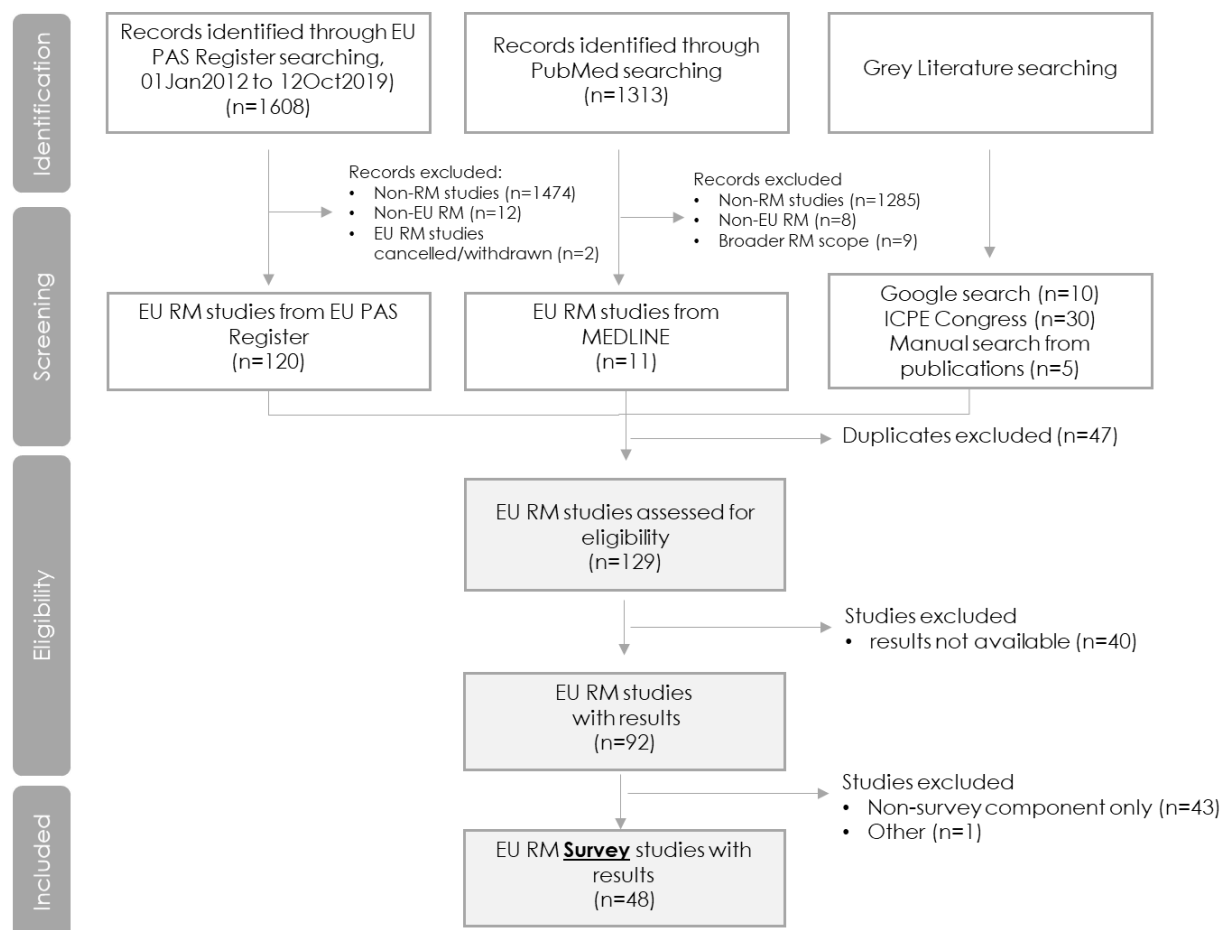 Identification
Records identified through EU
PAS Register searching,
01Jan2012 to 12Oct2019)
(n=1608)
Records identified through
PubMed searching
(n=1313)
Grey Literature searching
Records excluded:
• Non-RM studies (n=1474)
• Non-EU RM (n=12)
• EU RM studies
cancelled/withdrawn (n=2)
Records excluded
• Non-RM studies (n=1285)
• Non-EU RM (n=8)
• Broader RM scope (n=9)
Screening
EU RM studies from EU PAS
Register
(n=120)
EU RM studies from
MEDLINE
(n=11)
Google search (n=10)
ICPE Congress (n=30)
Manual search from
publications (n=5)
Duplicates excluded (n=47)
Eligibility
EU RM studies assessed for
eligibility
(n=129)
Studies excluded
• results not available (n=40)
EU RM studies
with results
(n=92)
Studies excluded
• Non-survey component only (n=43)
• Other (n=1)
Included
EU RM Survey studies with
results
(n=48)